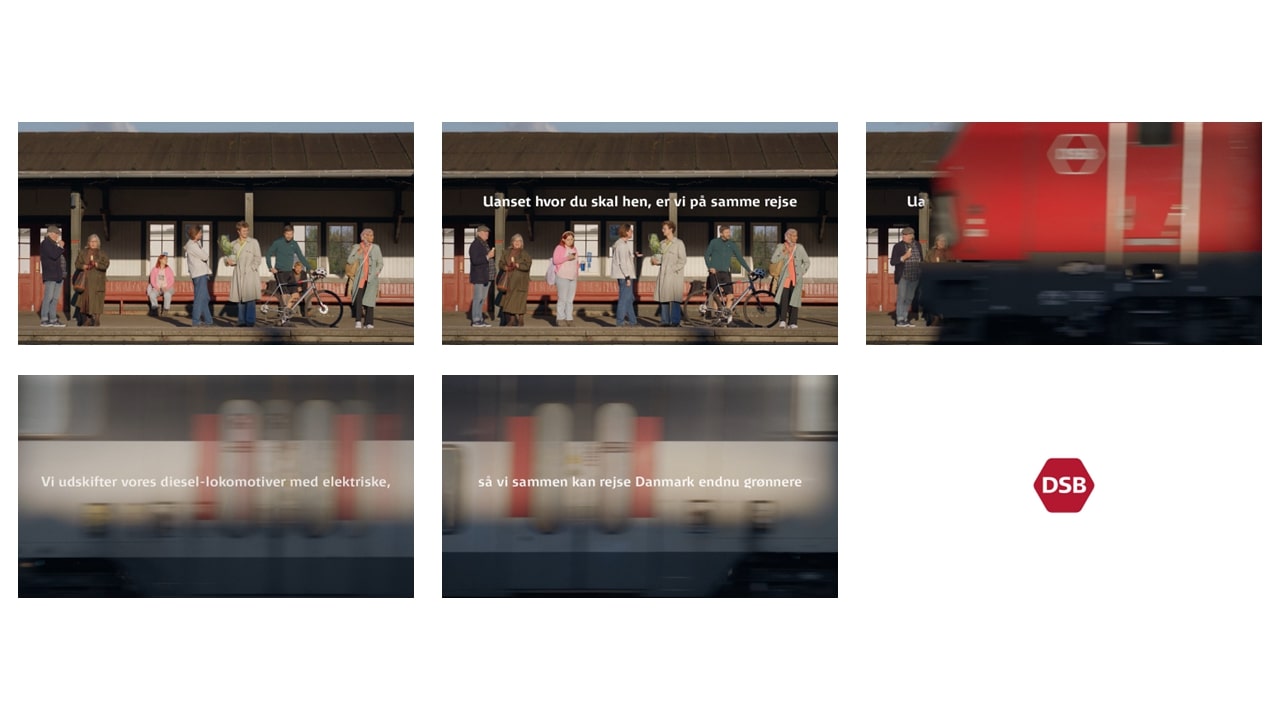 Uanset hvor du skal hen, er vi på samme rejse
Ua
Vi udskifter vores diesel-lokomotiver med elektriske,
så vi sammen kan rejse Danmark endnu grønnere
DSB